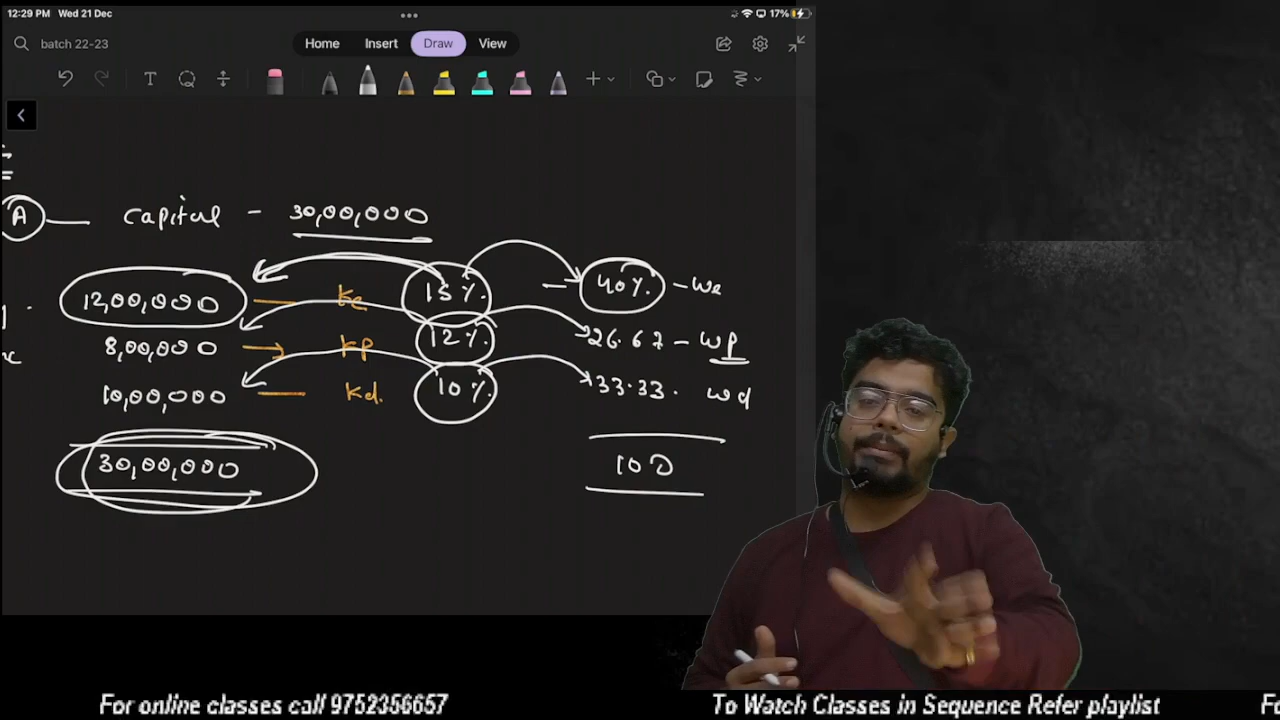 12:29 PM Wed 21 Dec
17%
batch 22-23
Home Insert Draw View
A — Capital - 30,00,000
12,00,000 — Ke 15% - 40% - We
8,00,000 → Kp 12% 26.67 - Wp
10,00,000 — Kd. 10% 33.33. Wd
30,00,000 100
For online classes call 9752356657 To Watch Classes in Sequence Refer playlist Fo